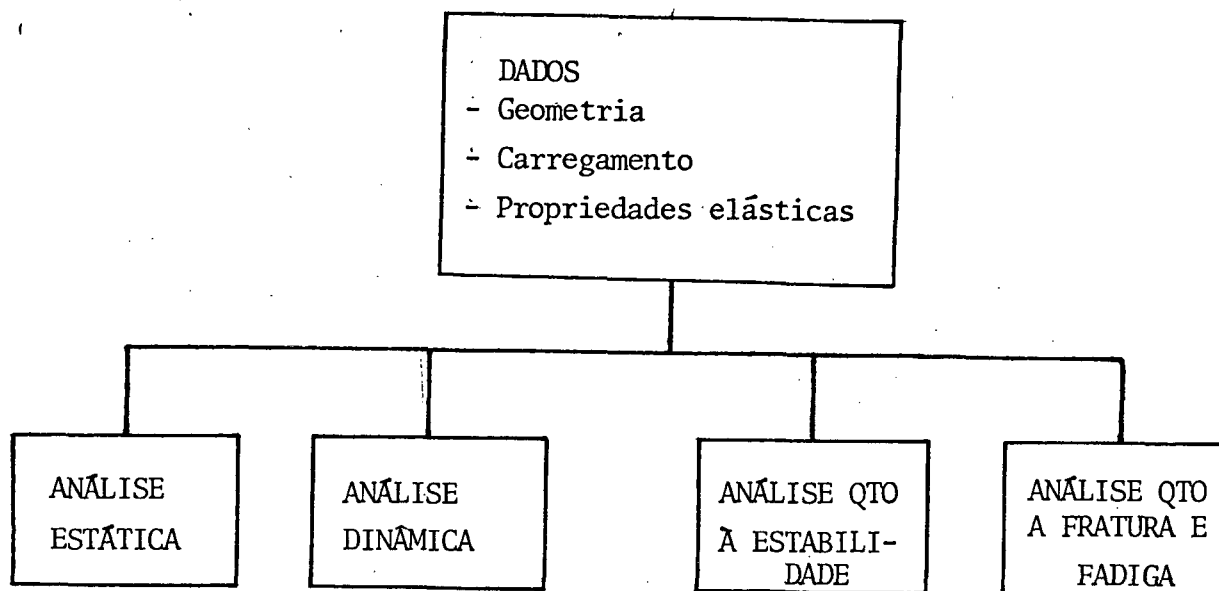 DADOS
- Geometria
- Carregamento
- Propriedades elásticas
ANÁLISE
ESTÁTICA
ANÁLISE
DINÂMICA
ANÁLISE QTO
À ESTABILI-
DADE
ANÁLISE QTO
A FRATURA E
FADIGA